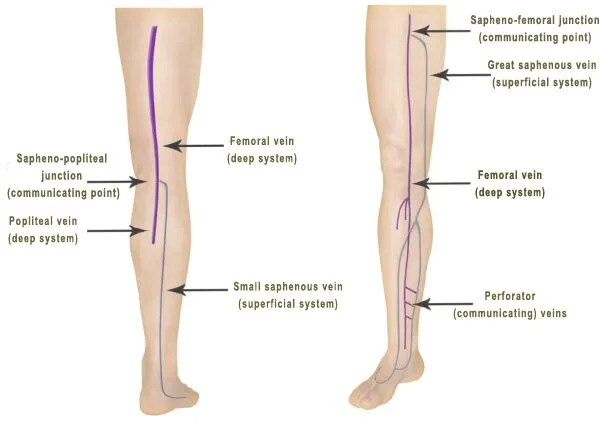 Sapheno-popliteal
junction
(communicating point)
Popliteal vein
(deep system)
Femoral vein
(deep system)
Small saphenous vein
(superficial system)
Sapheno-femoral junction
(communicating point)
Great saphenous vein
(superficial system)
Femoral vein
(deep system)
Perforator
(communicating) veins